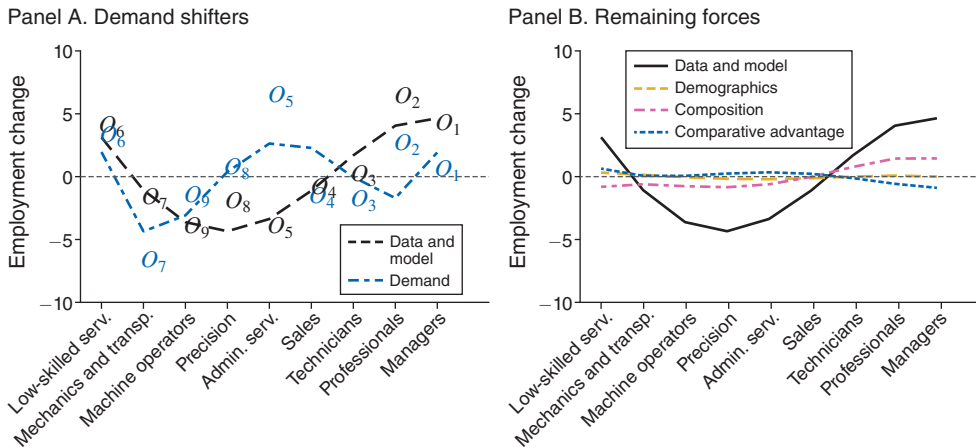 Panel A. Demand shifters
Employment change
10
5
0
−5
−10
O6
O6
O7
O7
O9
O9
O8
O8
O5
O5
O4
O4
O3
O3
O2
O2
O1
O1
Data and
model
Demand
Low-skilled serv.
Mechanics and transp.
Machine operators
Precision
Admin. serv.
Sales
Technicians
Professionals
Managers
Panel B. Remaining forces
Employment change
10
5
0
−5
−10
Data and model
Demographics
Composition
Comparative advantage
Low-skilled serv.
Mechanics and transp.
Machine operators
Precision
Admin. serv.
Sales
Technicians
Professionals
Managers